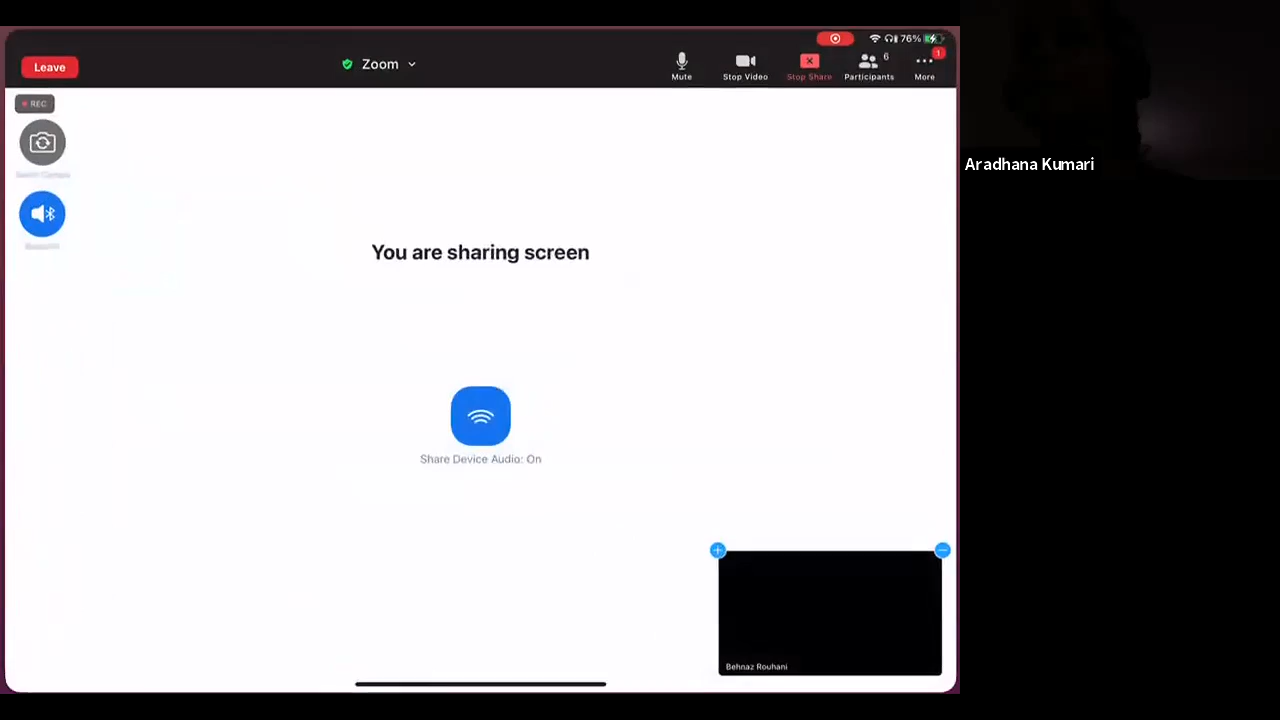 76%
Leave
Zoom
Mute
Stop Video
Stop Share
Participants
6
More
1
REC
You are sharing screen
Share Device Audio: On
Behnaz Rouhani
Aradhana Kumari